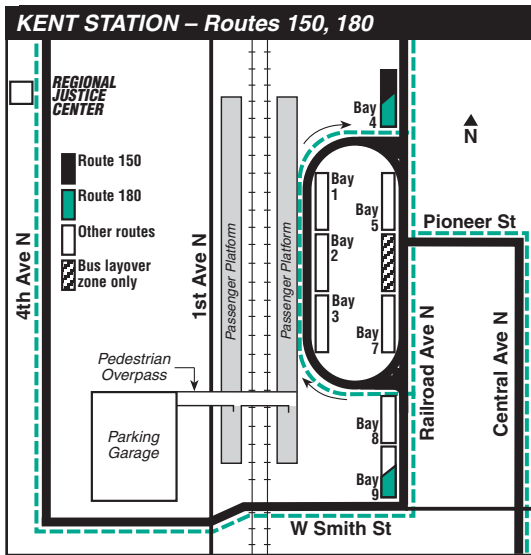 KENT STATION – Routes 150, 180
REGIONAL
JUSTICE
CENTER
Route 150
Route 180
Other routes
Bus layover
zone only
4th Ave N
1st Ave N
Passenger Platform
Passenger Platform
Bay
4
N
Bay
1
Bay
5
Bay
2
Bay
3
Bay
7
Pioneer St
Railroad Ave N
Central Ave N
Pedestrian
Overpass
Parking
Garage
Bay
8
Bay
9
W Smith St